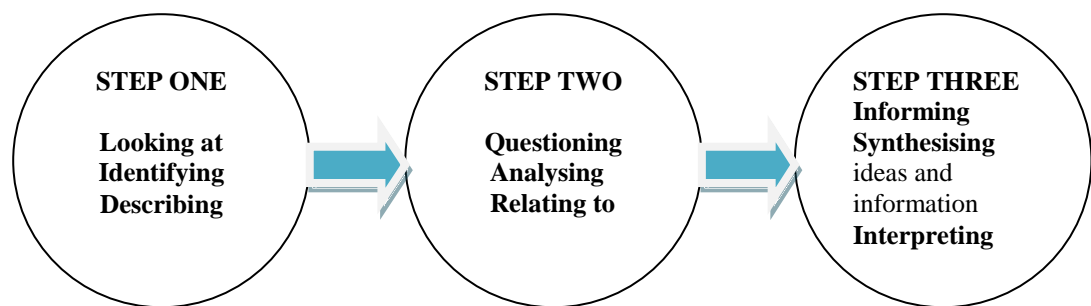 STEP ONE
Looking at
Identifying
Describing
STEP TWO
Questioning
Analysing
Relating to
STEP THREE
Informing
Synthesising
ideas and
information
Interpreting